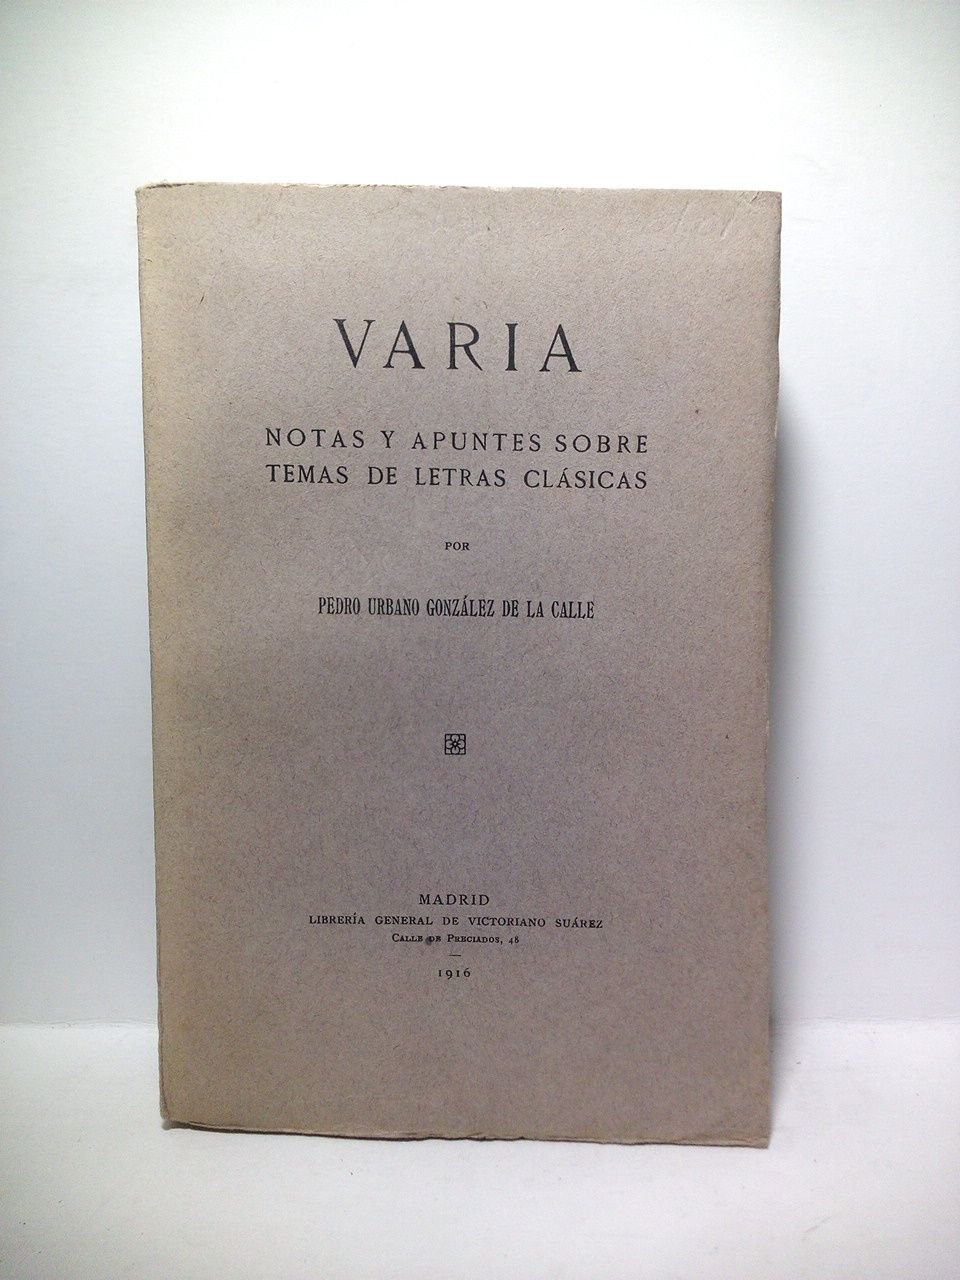 VARIA
NOTAS Y APUNTES SOBRE
TEMAS DE LETRAS CLÁSICAS
POR
PEDRO URBANO GONZÁLEZ DE LA CALLE
MADRID
LIBRERÍA GENERAL DE VICTORIANO SUÁREZ
CALLE DE PRECIADOS, 48
1916